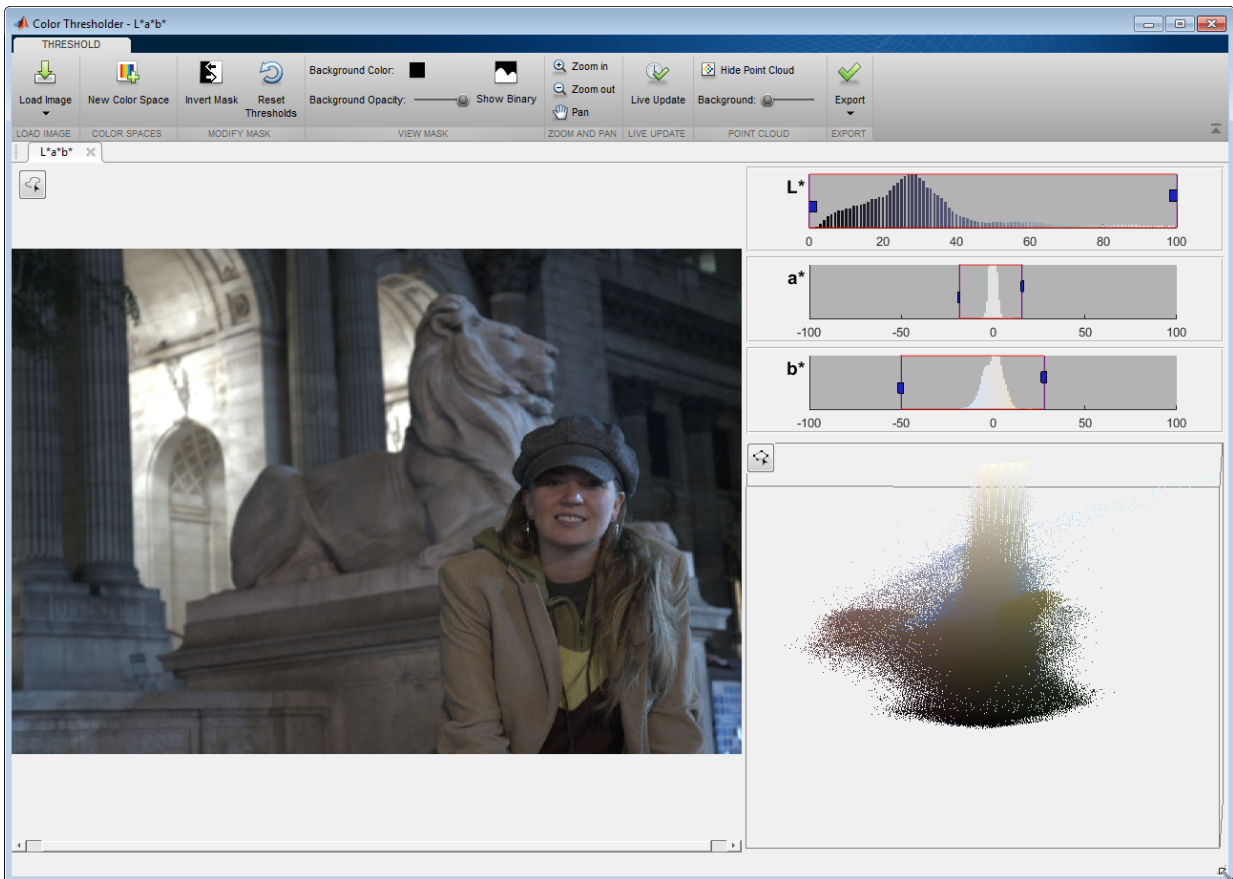 Color Thresholder - L*a*b*
THRESHOLD
Load Image
New Color Space
Invert Mask
Reset
Thresholds
Background Color:
Background Opacity:
Show Binary
Zoom in
Zoom out
Pan
Live Update
Hide Point Cloud
Background:
Export
LOAD IMAGE COLOR SPACES MODIFY MASK VIEW MASK ZOOM AND PAN LIVE UPDATE POINT CLOUD EXPORT
L*a*b*
L*
0 20 40 60 80 100
a*
-100 -50 0 50 100
b*
-100 -50 0 50 100